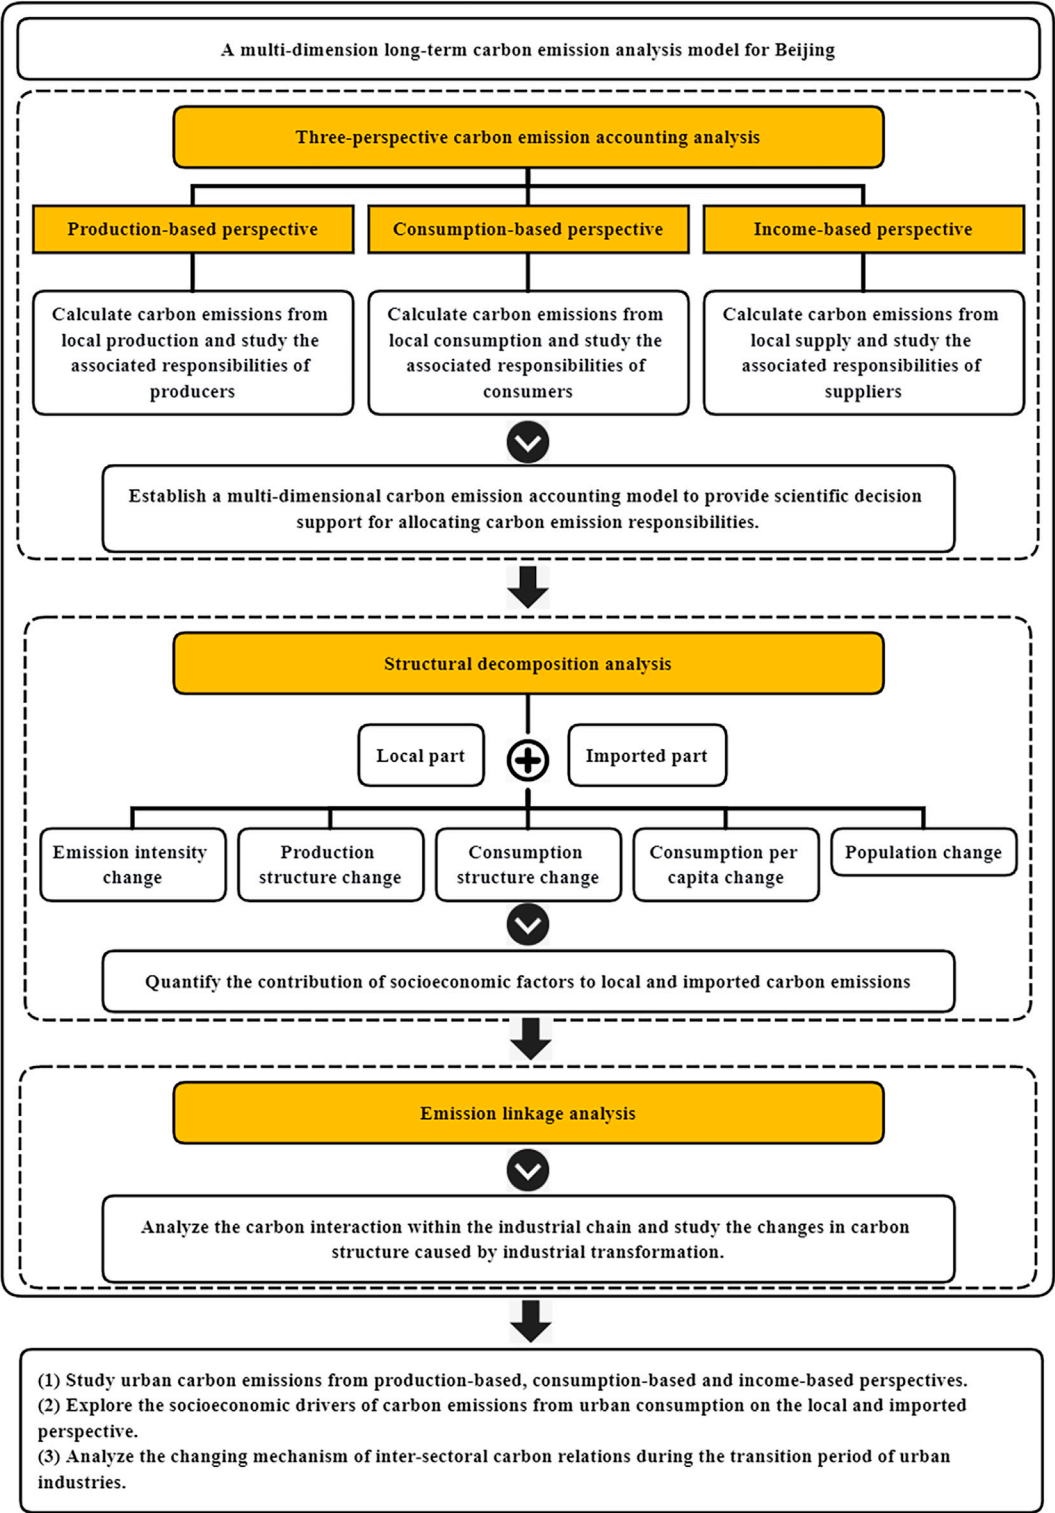 A multi-dimension long-term carbon emission analysis model for Beijing
Three-perspective carbon emission accounting analysis
Production-based perspective
Consumption-based perspective
Income-based perspective
Calculate carbon emissions from
local production and study the
associated responsibilities of
producers
Calculate carbon emissions from
local consumption and study the
associated responsibilities of
consumers
Calculate carbon emissions from
local supply and study the
associated responsibilities of
suppliers
Establish a multi-dimensional carbon emission accounting model to provide scientific decision
support for allocating carbon emission responsibilities.
Structural decomposition analysis
Local part
Imported part
Emission intensity
change
Production
structure change
Consumption
structure change
Consumption per
capita change
Population change
Quantify the contribution of socioeconomic factors to local and imported carbon emissions
Emission linkage analysis
Analyze the carbon interaction within the industrial chain and study the changes in carbon
structure caused by industrial transformation.
(1) Study urban carbon emissions from production-based, consumption-based and income-based perspectives.
(2) Explore the socioeconomic drivers of carbon emissions from urban consumption on the local and imported
perspective.
(3) Analyze the changing mechanism of inter-sectoral carbon relations during the transition period of urban
industries.